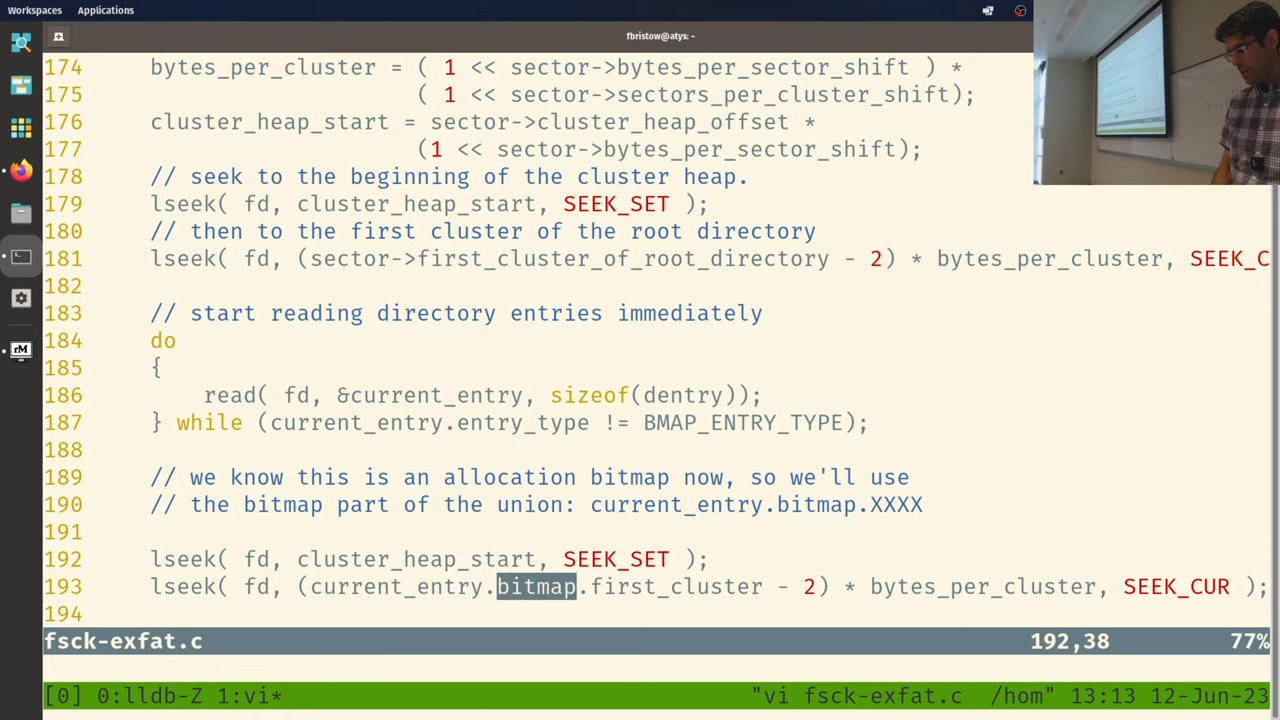 Workspaces Applications
fbristow@atys: ~
174 bytes_per_cluster = ( 1 << sector->bytes_per_sector_shift ) *
175 ( 1 << sector->sectors_per_cluster_shift);
176 cluster_heap_start = sector->cluster_heap_offset *
177 (1 << sector->bytes_per_sector_shift);
178 // seek to the beginning of the cluster heap.
179 lseek( fd, cluster_heap_start, SEEK_SET );
180 // then to the first cluster of the root directory
181 lseek( fd, (sector->first_cluster_of_root_directory - 2) * bytes_per_cluster, SEEK_C
182
183 // start reading directory entries immediately
184 do
185 {
186 read( fd, &current_entry, sizeof(dentry));
187 } while (current_entry.entry_type != BMAP_ENTRY_TYPE);
188
189 // we know this is an allocation bitmap now, so we'll use
190 // the bitmap part of the union: current_entry.bitmap.XXXX
191
192 lseek( fd, cluster_heap_start, SEEK_SET );
193 lseek( fd, (current_entry.bitmap.first_cluster - 2) * bytes_per_cluster, SEEK_CUR );
194
fsck-exfat.c 192,38 77%
[0] 0:lldb-Z 1:vi* "vi fsck-exfat.c /hom" 13:13 12-Jun-23
rM